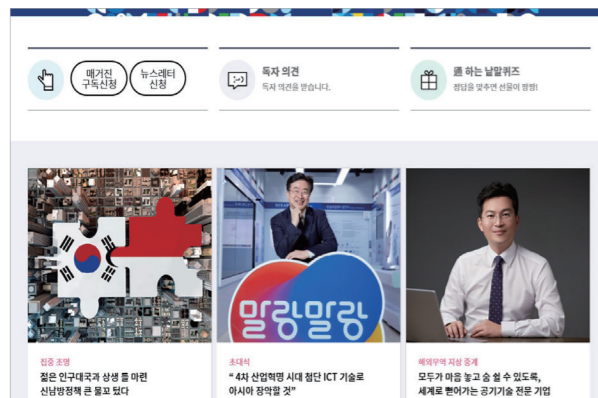 매거진
구독신청
뉴스레터
신청
독자 의견
독자 의견을 받습니다.
通 하는 낱말퀴즈
정답을 맞추면 선물이 팡팡!
말랑말랑
집중 조명
젊은 인구대국과 상생 틀 마련
신남방정책 큰 물꼬 텄다
초대석
“ 4차 산업혁명 시대 첨단 ICT 기술로
아시아 장악할 것”
해외무역 지상 중계
모두가 마음 놓고 숨 쉴 수 있도록,
세계로 뻗어가는 공기기술 전문 기업